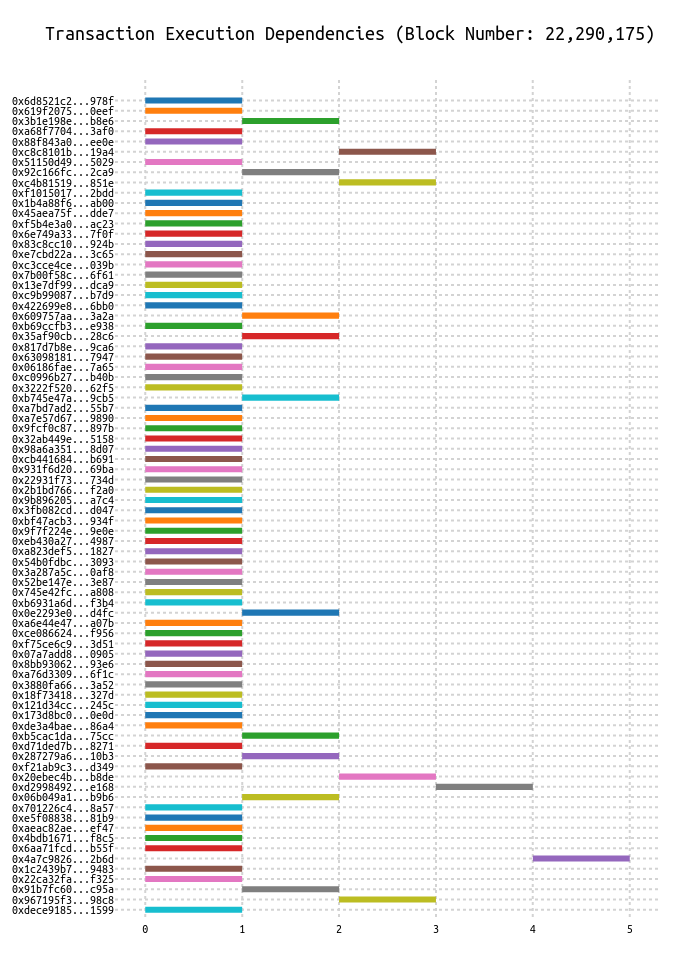 Transaction Execution Dependencies (Block Number: 22,290,175)
0x6d8521c2...978f
0x619f2075...0eef
0x3b1e198e...b8e6
0xa68f7704...3af0
0x88f843a0...ee0e
0xc8c8101b...19a4
0x51150d49...5029
0x92c166fc...2ca9
0xc4b81519...851e
0xf1015017...2bdd
0x1b4a88f6...ab00
0x45aea75f...dde7
0xf5b4e3a0...ac23
0x6e749a33...7f0f
0x83c8cc10...924b
0xe7cbd22a...3c65
0xc3cce4ce...039b
0x7b00f58c...6f61
0x13e7df99...dca9
0xc9b99087...b7d9
0x422699e8...6bb0
0x609757aa...3a2a
0xb69ccfb3...e938
0x35af90cb...28c6
0x817d7b8e...9ca6
0x63098181...7947
0x06186fae...7a65
0xc0996b27...b40b
0x3222f520...62f5
0xb745e47a...9cb5
0xa7bd7ad2...55b7
0xa7e57d67...9890
0x9fcf0c87...897b
0x32ab449e...5158
0x98a6a351...8d07
0xcb441684...b691
0x931f6d20...69ba
0x22931f73...734d
0x2b1bd766...f2a0
0x9b896205...a7c4
0x3fb082cd...d047
0xbf47acb3...934f
0x9f7f224e...9e0e
0xeb430a27...4987
0xa823def5...1827
0x54b0fdbc...3093
0x3a287a5c...0af8
0x52be147e...3e87
0x745e42fc...a808
0xb6931a6d...f3b4
0x0e2293e0...d4fc
0xa6e44e47...a07b
0xce086624...f956
0xf75ce6c9...3d51
0x07a7add8...0905
0x8bb93062...93e6
0xa76d3309...6f1c
0x3880fa66...3a52
0x18f73418...327d
0x121d34cc...245c
0x173d8bc0...0e0d
0xde3a4bae...86a4
0xb5cac1da...75cc
0xd71ded7b...8271
0x287279a6...10b3
0xf21ab9c3...d349
0x20ebec4b...b8de
0xd2998492...e168
0x06b049a1...b9b6
0x701226c4...8a57
0xe5f08838...81b9
0xaeac82ae...ef47
0x4bdb1671...f8c5
0x6aa71fcd...b55f
0x4a7c9826...2b6d
0x1c2439b7...9483
0x22ca32fa...f325
0x91b7fc60...c95a
0x967195f3...98c8
0xdece9185...1599
0 1 2 3 4 5